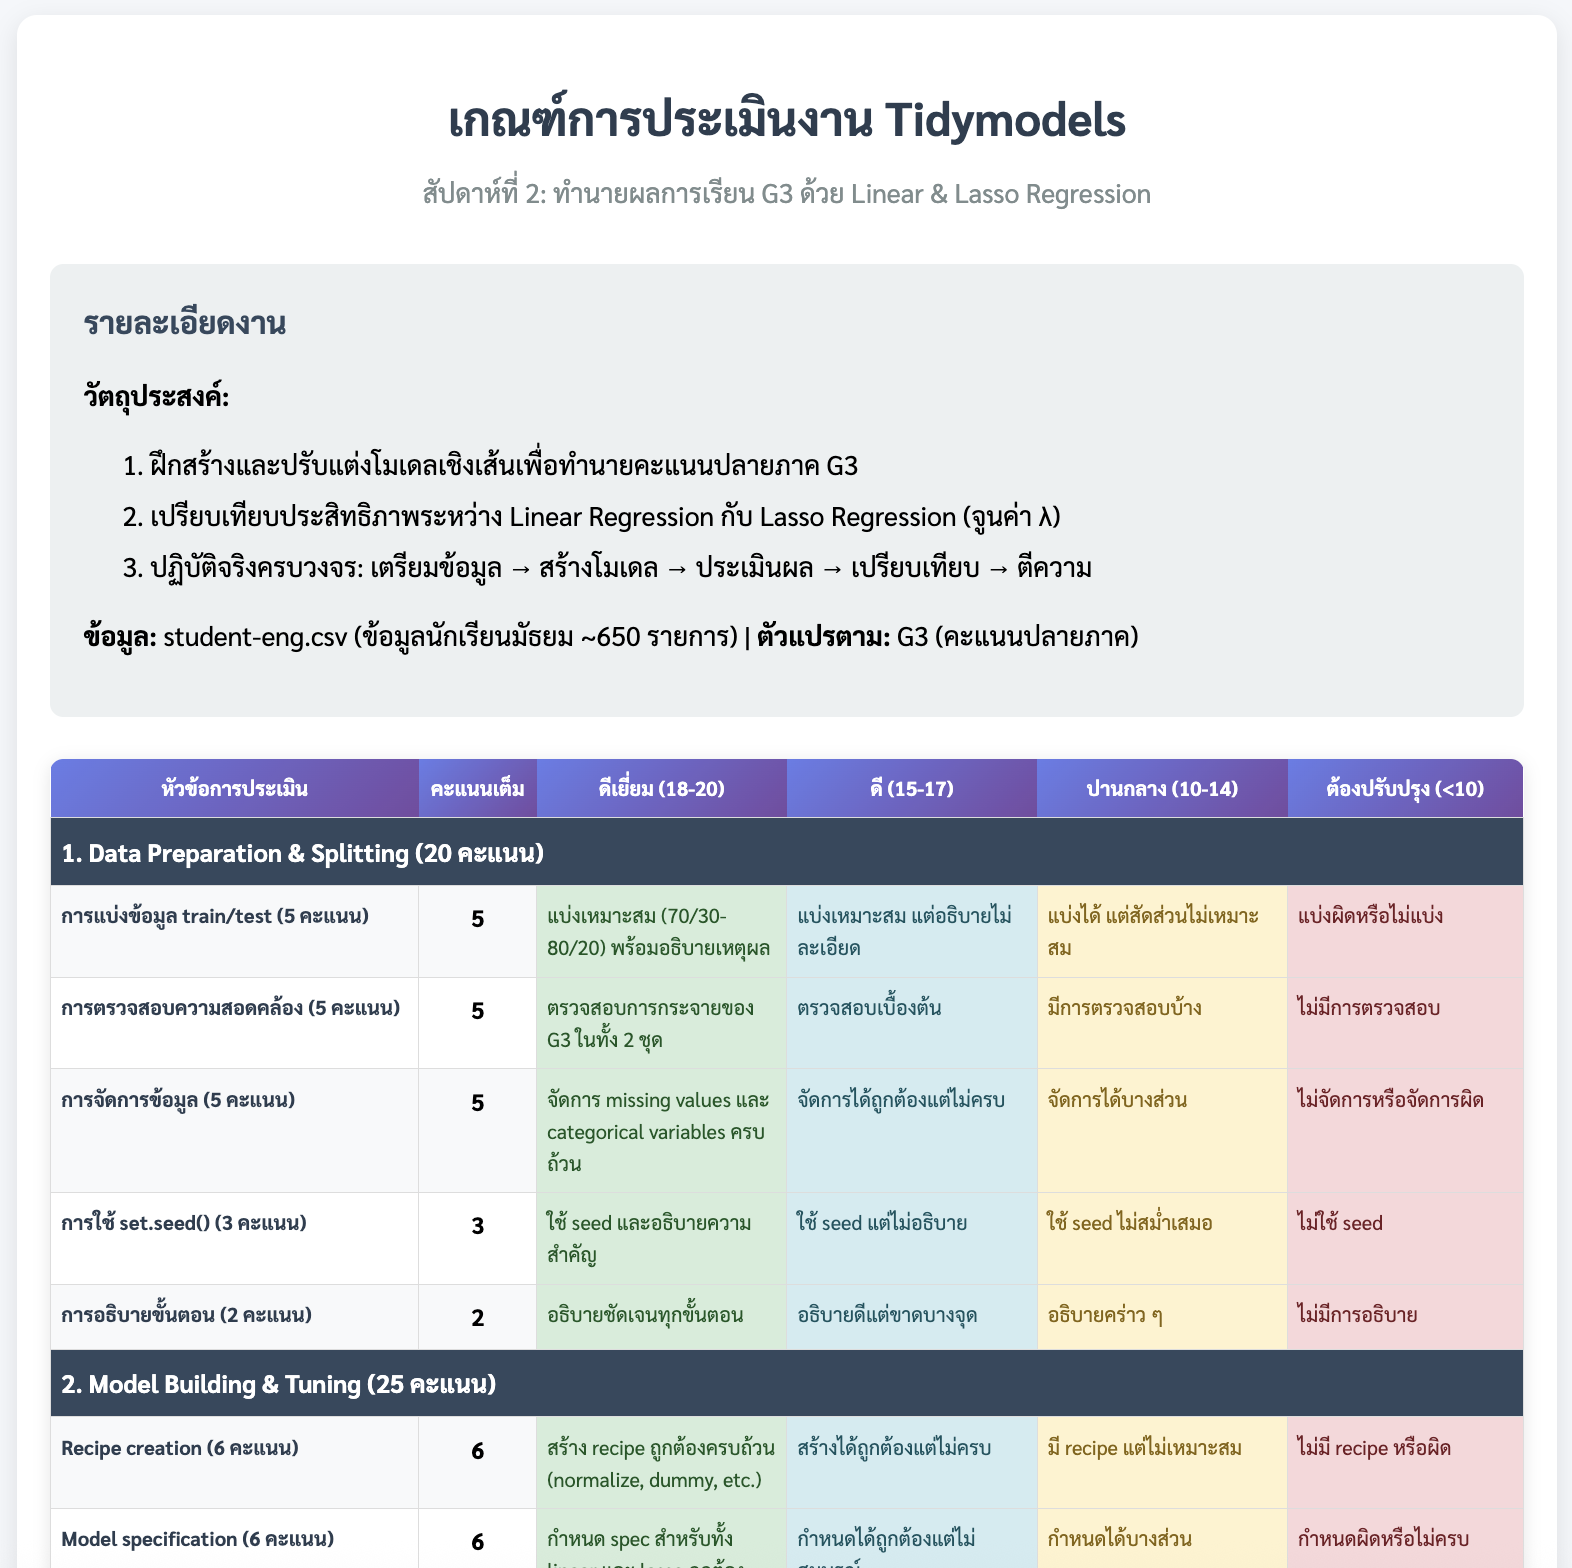 เกณฑ์การประเมินงาน Tidymodels
สัปดาห์ที่ 2: ทำนายผลการเรียน G3 ด้วย Linear & Lasso Regression
รายละเอียดงาน
วัตถุประสงค์:
1. ฝึกสร้างและปรับแต่งโมเดลเชิงเส้นเพื่อทำนายคะแนนปลายภาค G3
2. เปรียบเทียบประสิทธิภาพระหว่าง Linear Regression กับ Lasso Regression (จูนค่า λ)
3. ปฏิบัติจริงครบวงจร: เตรียมข้อมูล → สร้างโมเดล → ประเมินผล → เปรียบเทียบ → ตีความ
ข้อมูล: student-eng.csv (ข้อมูลนักเรียนมัธยม ~650 รายการ) | ตัวแปรตาม: G3 (คะแนนปลายภาค)
หัวข้อการประเมิน คะแนนเต็ม ดีเยี่ยม (18-20) ดี (15-17) ปานกลาง (10-14) ต้องปรับปรุง (<10)
1. Data Preparation & Splitting (20 คะแนน)
การแบ่งข้อมูล train/test (5 คะแนน) 5 แบ่งเหมาะสม (70/30- แบ่งเหมาะสม แต่อธิบายไม่ แบ่งได้ แต่สัดส่วนไม่เหมาะ แบ่งผิดหรือไม่แบ่ง
80/20) พร้อมอธิบายเหตุผล ละเอียด สม
การตรวจสอบความสอดคล้อง (5 คะแนน) 5 ตรวจสอบการกระจายของ ตรวจสอบเบื้องต้น มีการตรวจสอบบ้าง ไม่มีการตรวจสอบ
G3 ในทั้ง 2 ชุด
การจัดการข้อมูล (5 คะแนน) 5 จัดการ missing values และ จัดการได้ถูกต้องแต่ไม่ครบ จัดการได้บางส่วน ไม่จัดการหรือจัดการผิด
categorical variables ครบ
ถ้วน
การใช้ set.seed() (3 คะแนน) 3 ใช้ seed และอธิบายความ ใช้ seed แต่ไม่อธิบาย ใช้ seed ไม่สม่ำเสมอ ไม่ใช้ seed
สำคัญ
การอธิบายขั้นตอน (2 คะแนน) 2 อธิบายชัดเจนทุกขั้นตอน อธิบายดีแต่ขาดบางจุด อธิบายคร่าว ๆ ไม่มีการอธิบาย
2. Model Building & Tuning (25 คะแนน)
Recipe creation (6 คะแนน) 6 สร้าง recipe ถูกต้องครบถ้วน สร้างได้ถูกต้องแต่ไม่ครบ มี recipe แต่ไม่เหมาะสม ไม่มี recipe หรือผิด
(normalize, dummy, etc.)
Model specification (6 คะแนน) 6 กำหนด spec สำหรับทั้ง กำหนดได้ถูกต้องแต่ไม่ กำหนดได้บางส่วน กำหนดผิดหรือไม่ครบ